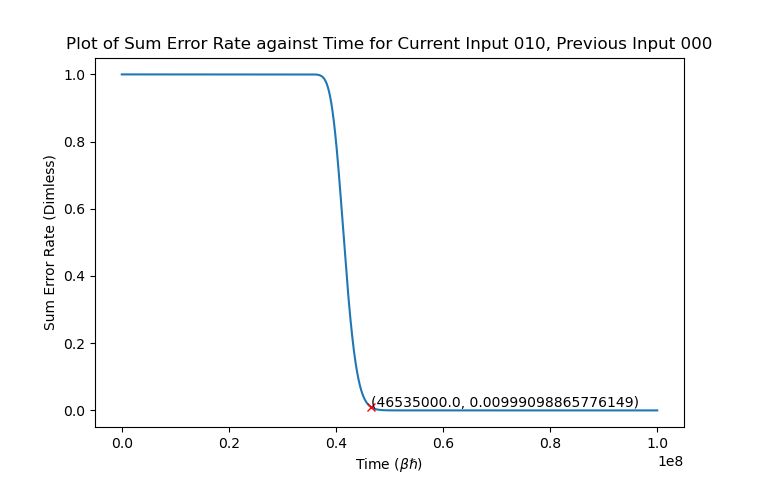 Plot of Sum Error Rate against Time for Current Input 010, Previous Input 000
Sum Error Rate (Dimless)
1.0
0.8
0.6
0.4
0.2
0.0
(46535000.0, 0.00999098865776149)
0.0 0.2 0.4 0.6 0.8 1.0
1e8
Time (βℏ)